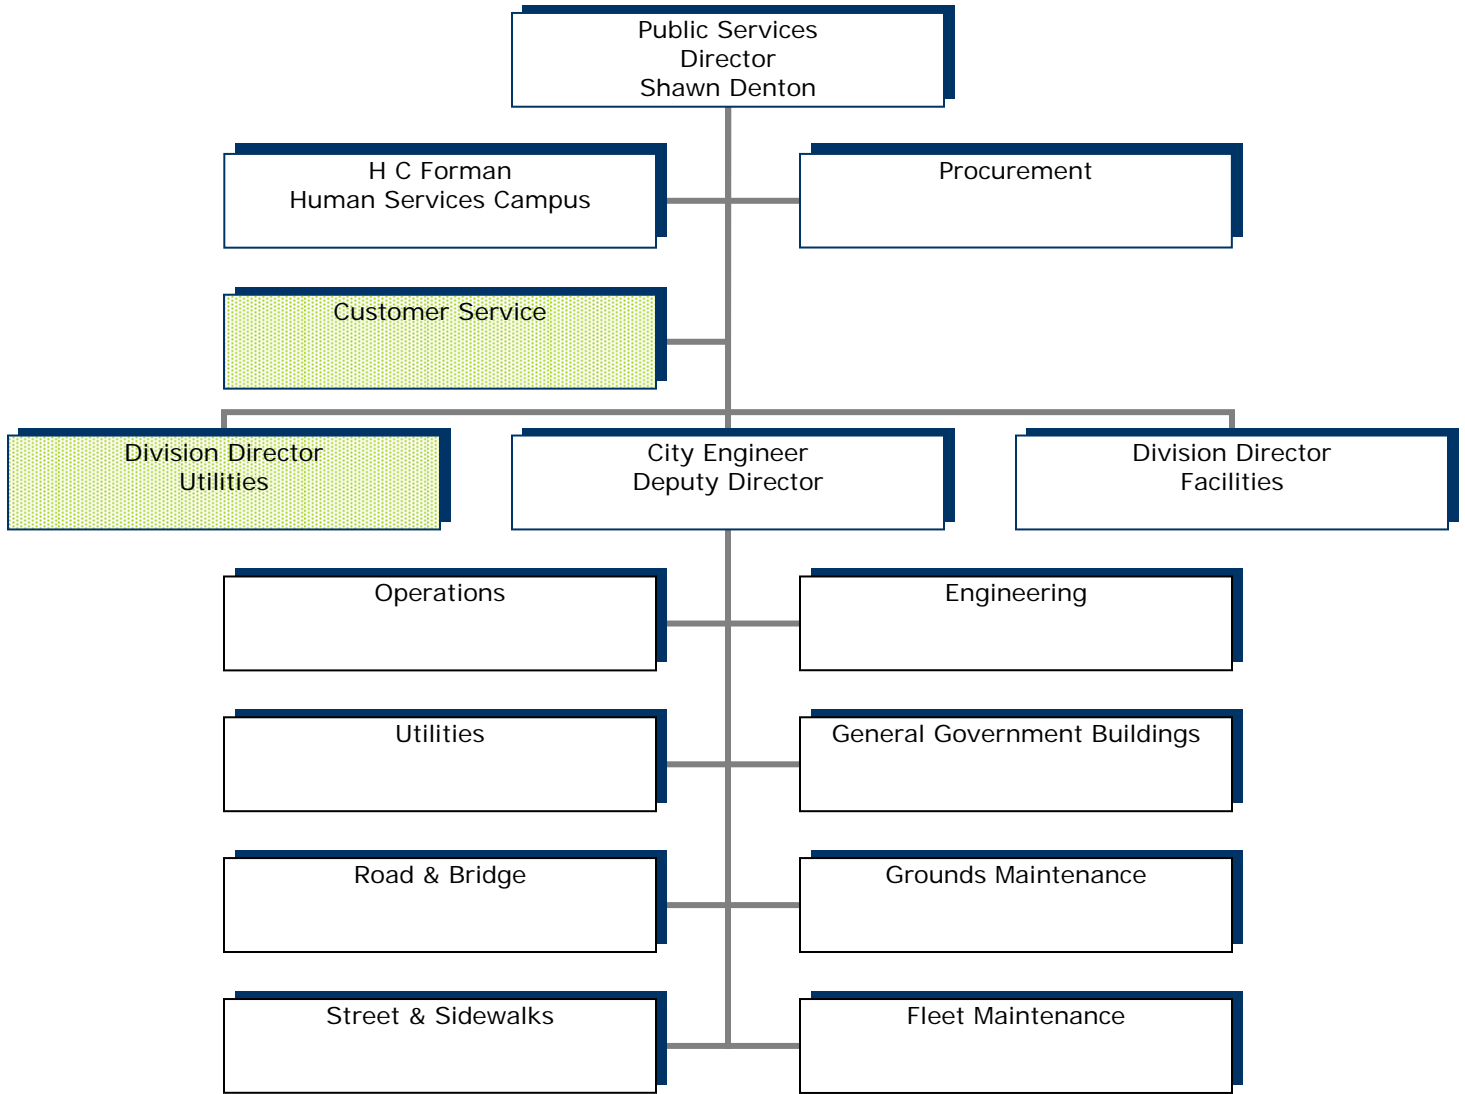 Public Services
Director
Shawn Denton
H C Forman
Human Services Campus
Procurement
Customer Service
Division Director
Utilities
City Engineer
Deputy Director
Division Director
Facilities
Operations
Engineering
Utilities
General Government Buildings
Road & Bridge
Grounds Maintenance
Street & Sidewalks
Fleet Maintenance